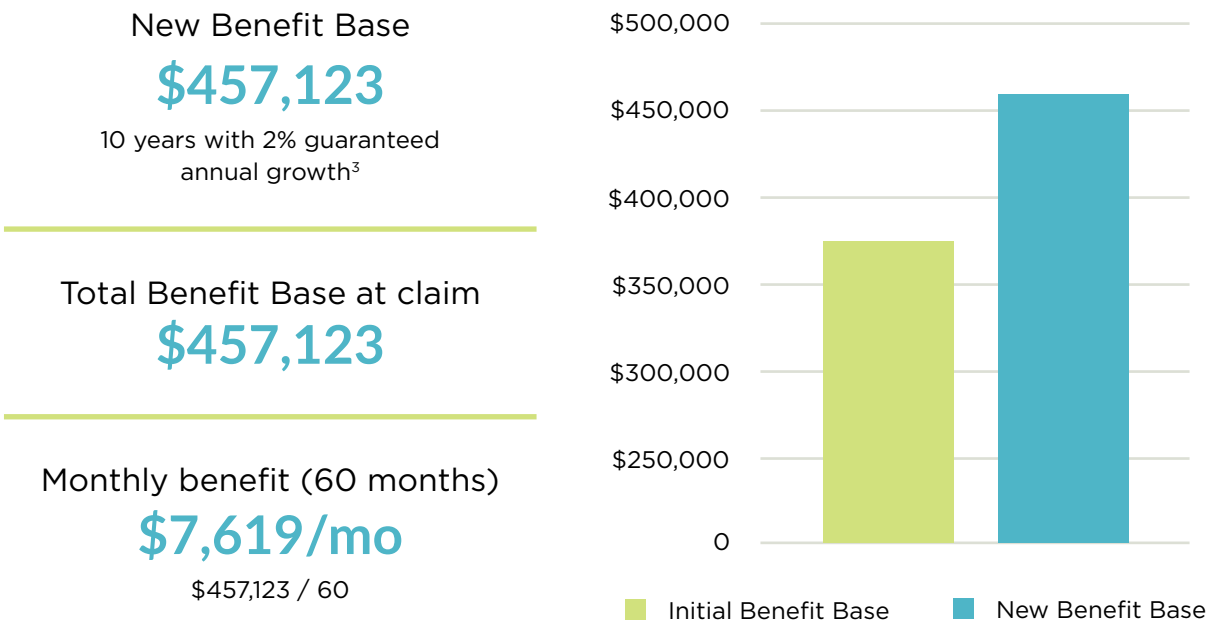 New Benefit Base
$457,123
10 years with 2% guaranteed
annual growth³
Total Benefit Base at claim
$457,123
Monthly benefit (60 months)
$7,619/mo
$457,123 / 60
$500,000
$450,000
$400,000
$350,000
$300,000
$250,000
0
Initial Benefit Base
New Benefit Base